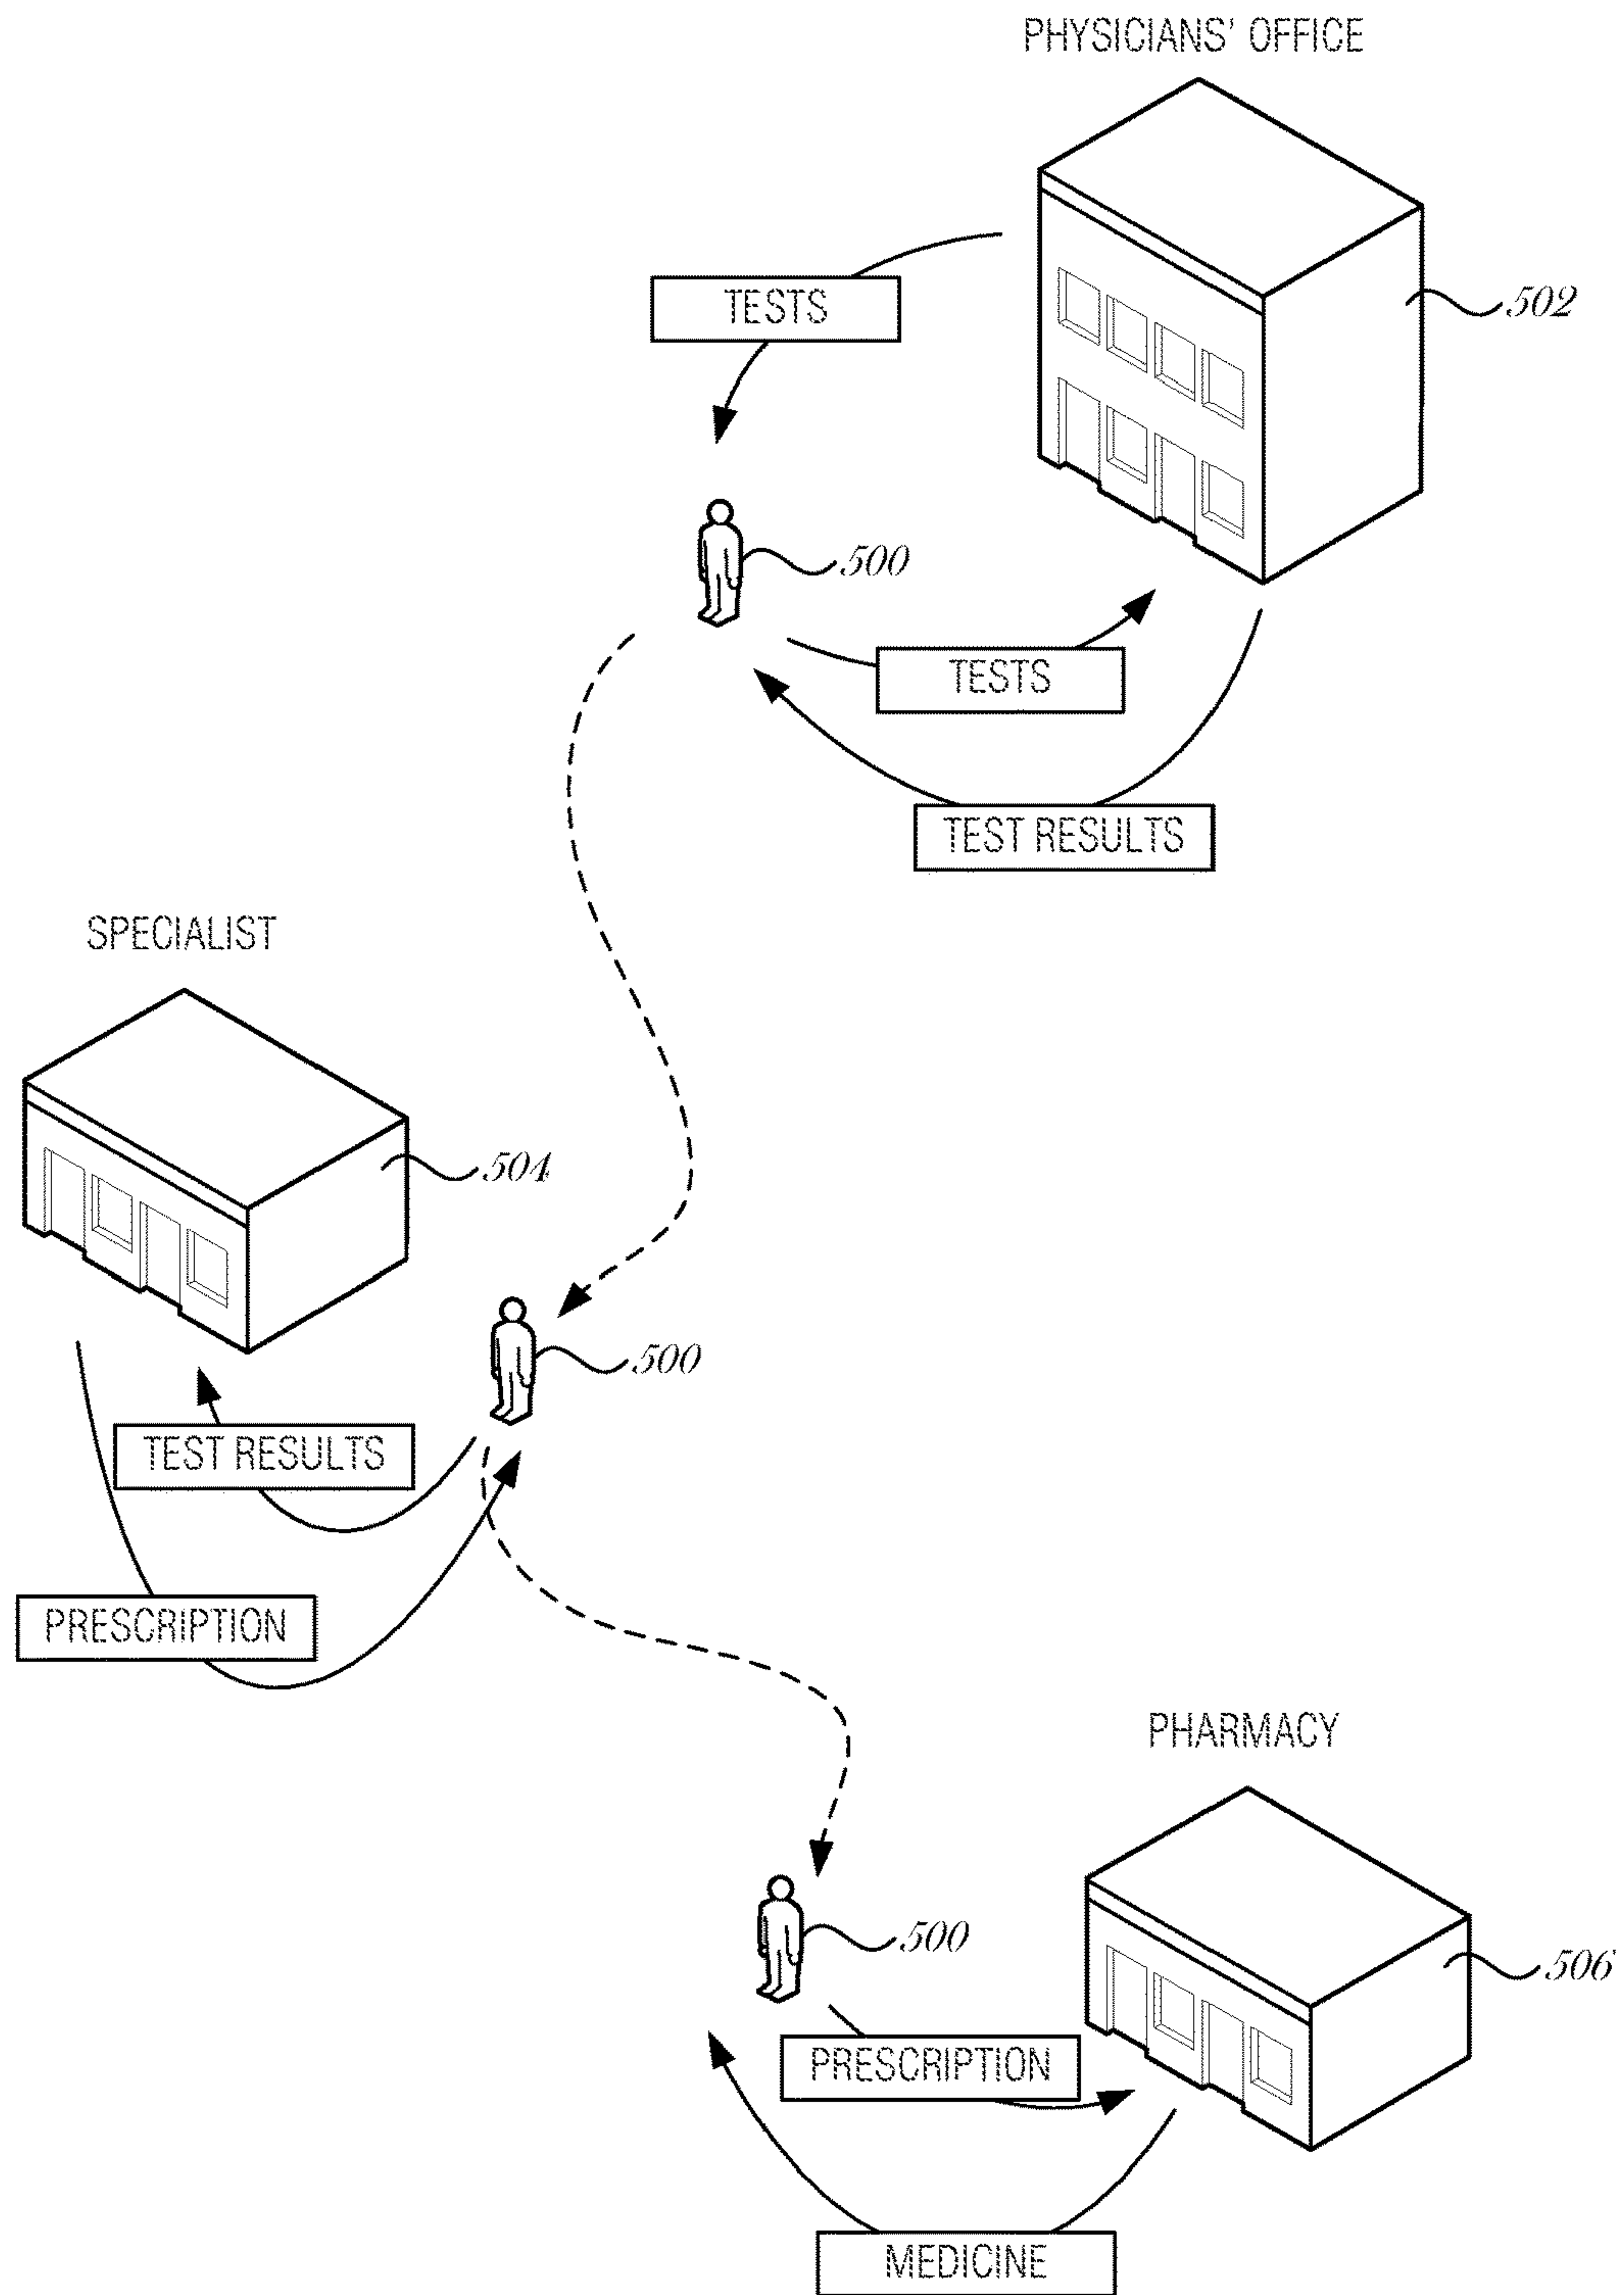 PHYSICIANS' OFFICE
TESTS
502
500
TESTS
TEST RESULTS
SPECIALIST
504
500
TEST RESULTS
PRESCRIPTION
PHARMACY
500
506
PRESCRIPTION
MEDICINE